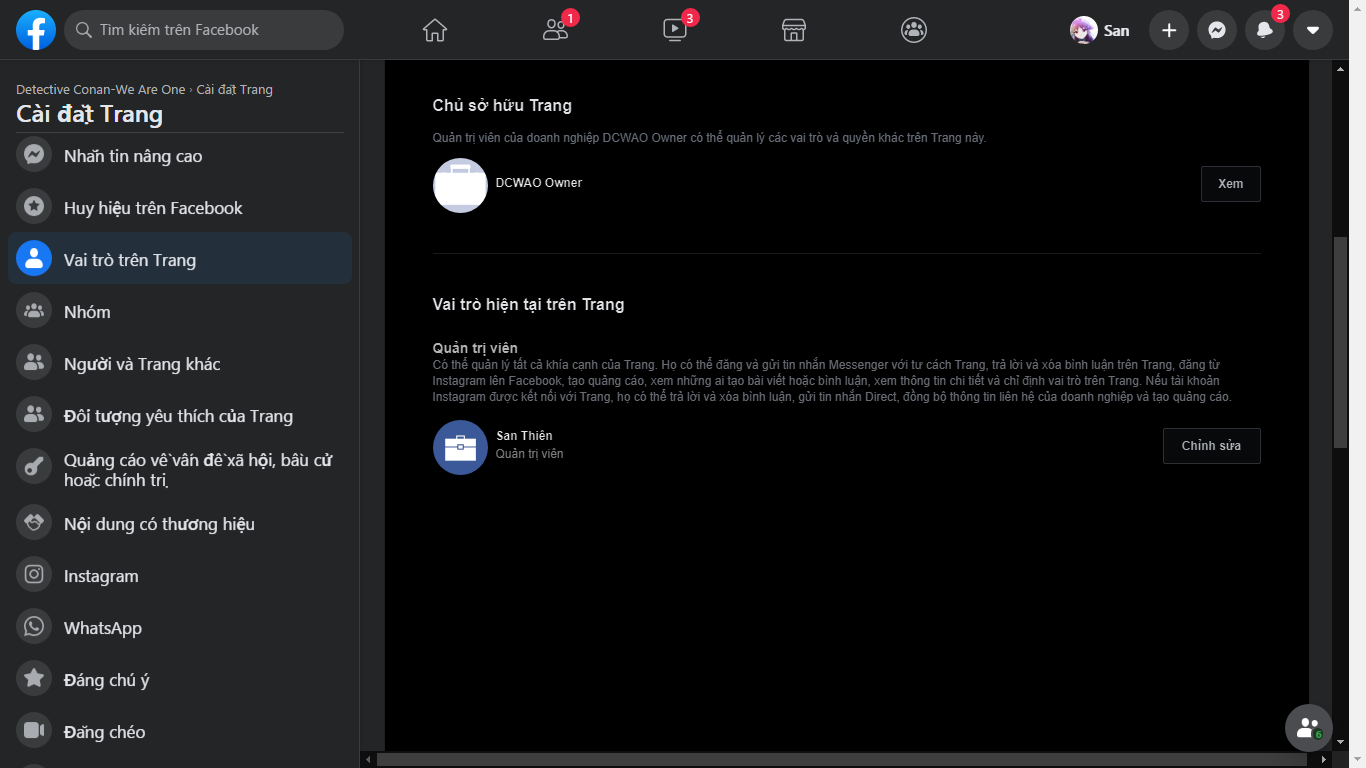 Tìm kiếm trên Facebook
1
3
San
3
Detective Conan-We Are One › Cài đặt Trang
Cài đặt Trang
Nhắn tin nâng cao
Huy hiệu trên Facebook
Vai trò trên Trang
Nhóm
Người và Trang khác
Đối tượng yêu thích của Trang
Quảng cáo về vấn đề xã hội, bầu cử
hoặc chính trị
Nội dung có thương hiệu
Instagram
WhatsApp
Đáng chú ý
Đăng chéo
Chủ sở hữu Trang
Quản trị viên của doanh nghiệp DCWAO Owner có thể quản lý các vai trò và quyền khác trên Trang này.
DCWAO Owner
Xem
Vai trò hiện tại trên Trang
Quản trị viên
Có thể quản lý tất cả khía cạnh của Trang. Họ có thể đăng và gửi tin nhắn Messenger với tư cách Trang, trả lời và xóa bình luận trên Trang, đăng từ
Instagram lên Facebook, tạo quảng cáo, xem những ai tạo bài viết hoặc bình luận, xem thông tin chi tiết và chỉ định vai trò trên Trang. Nếu tài khoản
Instagram được kết nối với Trang, họ có thể trả lời và xóa bình luận, gửi tin nhắn Direct, đồng bộ thông tin liên hệ của doanh nghiệp và tạo quảng cáo.
San Thiên
Quản trị viên
Chỉnh sửa
6